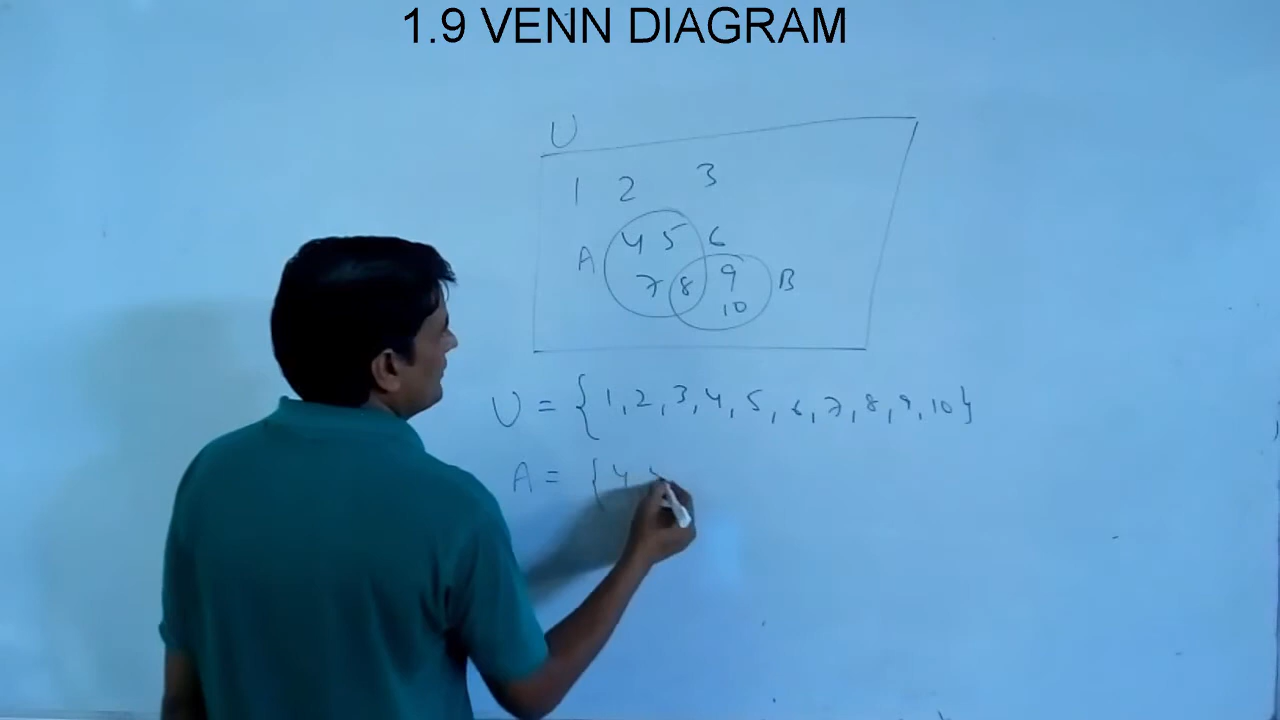 1.9 VENN DIAGRAM
U
1 2 3
A 4 5 6
7 8 9 B
10
U = {1,2,3,4,5,6,7,8,9,10}
A = {4